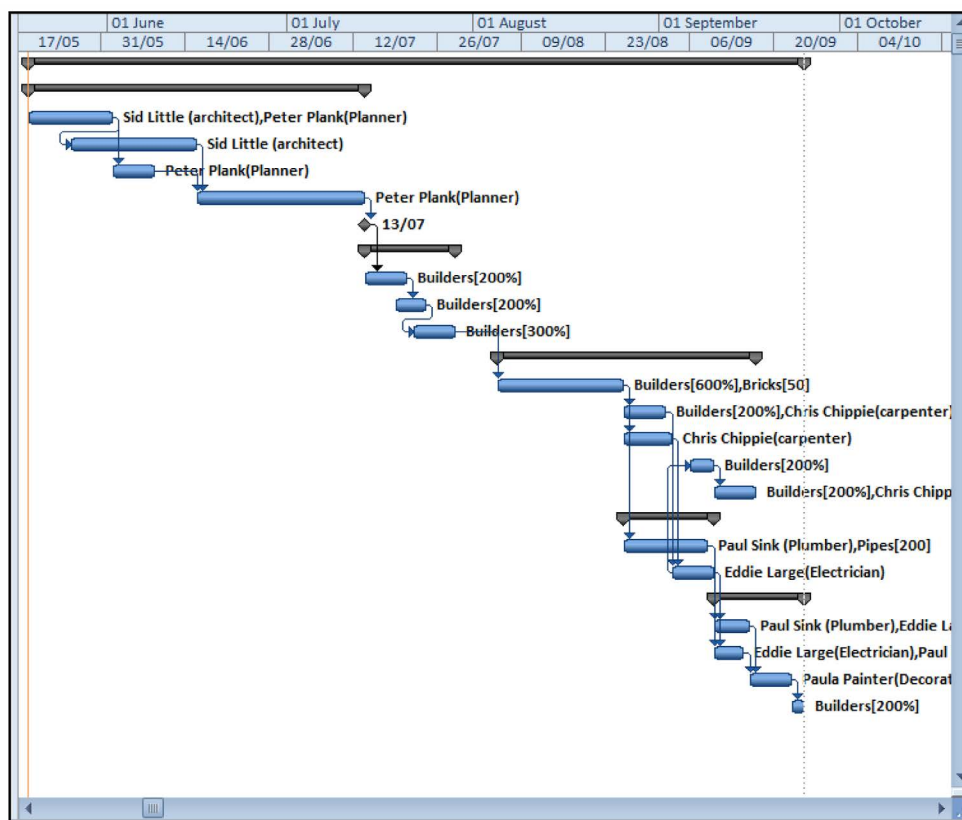 01 June 01 July 01 August 01 September 01 October
17/05 31/05 14/06 28/06 12/07 26/07 09/08 23/08 06/09 20/09 04/10
Sid Little (architect),Peter Plank(Planner)
Sid Little (architect)
Peter Plank(Planner)
Peter Plank(Planner)
13/07
Builders[200%]
Builders[200%]
Builders[300%]
Builders[600%],Bricks[50]
Builders[200%],Chris Chippie(carpenter)
Chris Chippie(carpenter)
Builders[200%]
Builders[200%],Chris Chipp
Paul Sink (Plumber),Pipes[200]
Eddie Large(Electrician)
Paul Sink (Plumber),Eddie La
Eddie Large(Electrician),Paul
Paula Painter(Decorat
Builders[200%]